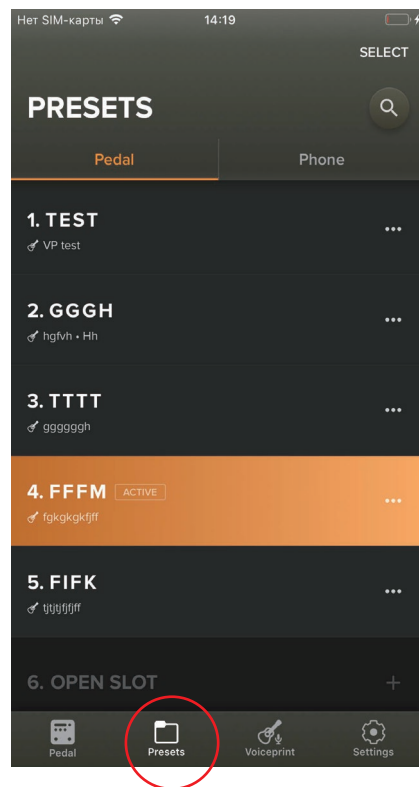 Нет SIM-карты 14:19
SELECT
PRESETS
Pedal Phone
1. TEST
VP test
2. GGGH
hgfvh • Hh
3. TTTT
ggggggh
4. FFFM ACTIVE
fgkgkgkfjff
5. FIFK
tjtjtjfjfjff
6. OPEN SLOT
Pedal Presets Voiceprint Settings